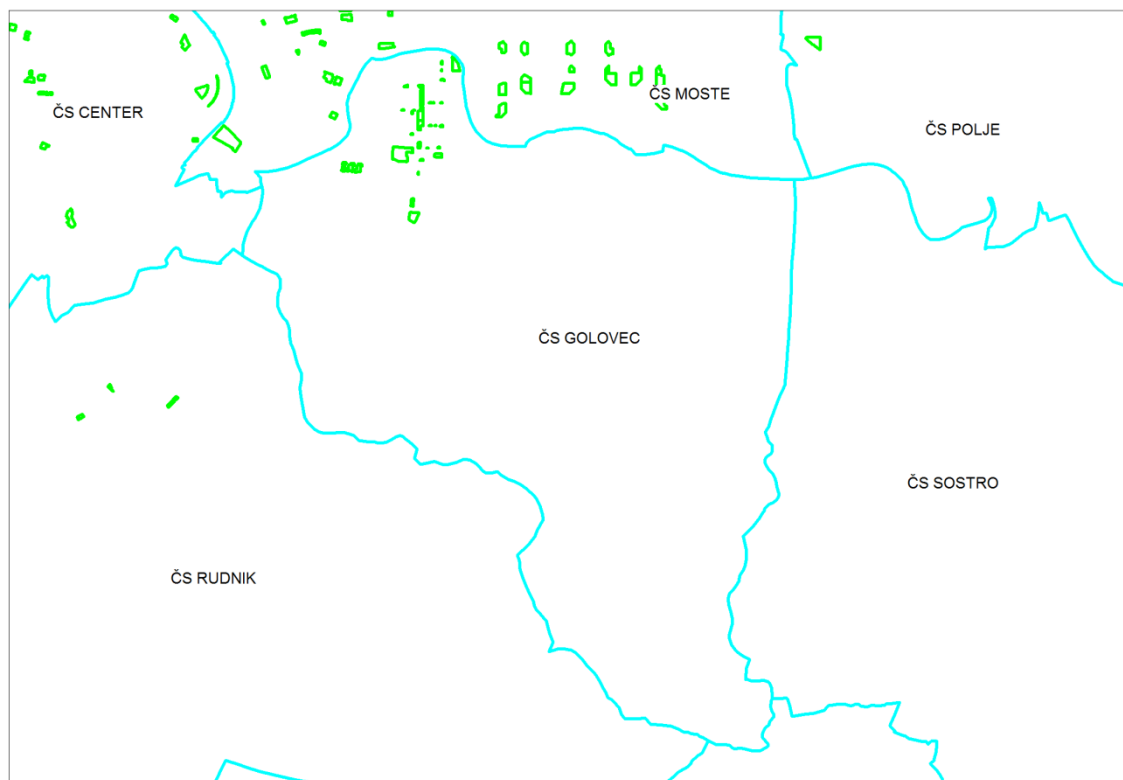 ČS CENTER
ČS MOSTE
ČS POLJE
ČS GOLOVEC
ČS SOSTRO
ČS RUDNIK